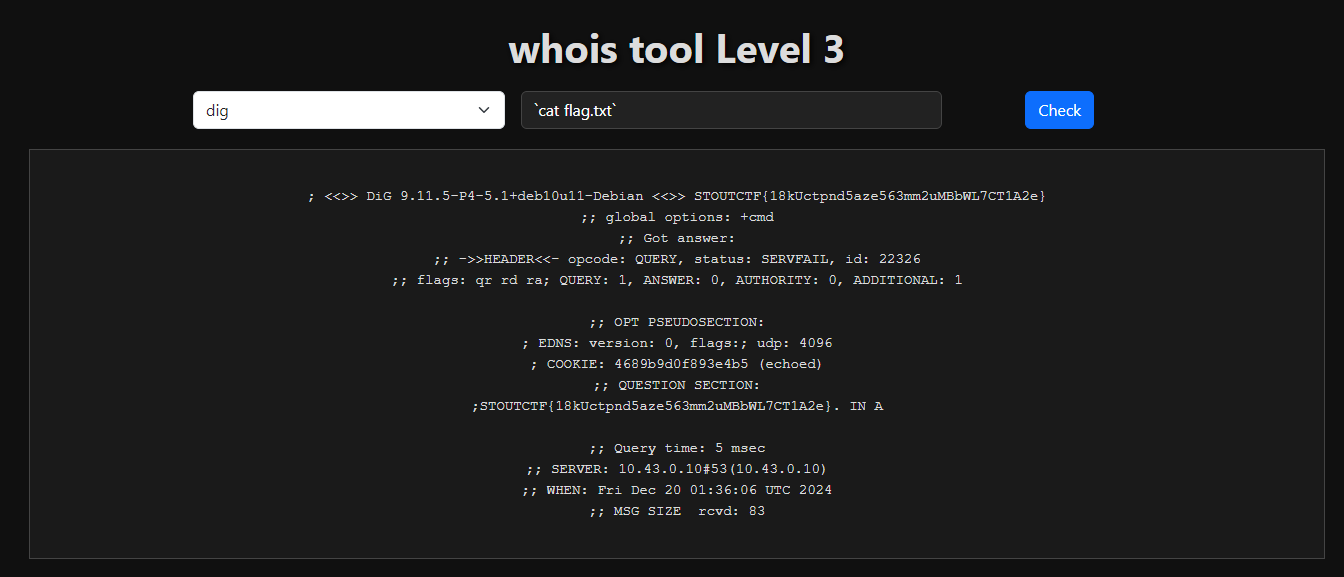 whois tool Level 3
dig
`cat flag.txt`
Check
; <<>> DiG 9.11.5-P4-5.1+deb10u11-Debian <<>> STOUTCTF{18kUctpnd5aze563mm2uMBbWL7CT1A2e}
;; global options: +cmd
;; Got answer:
;; ->>HEADER<<- opcode: QUERY, status: SERVFAIL, id: 22326
;; flags: qr rd ra; QUERY: 1, ANSWER: 0, AUTHORITY: 0, ADDITIONAL: 1
;; OPT PSEUDOSECTION:
; EDNS: version: 0, flags:; udp: 4096
; COOKIE: 4689b9d0f893e4b5 (echoed)
;; QUESTION SECTION:
;STOUTCTF{18kUctpnd5aze563mm2uMBbWL7CT1A2e}. IN A
;; Query time: 5 msec
;; SERVER: 10.43.0.10#53(10.43.0.10)
;; WHEN: Fri Dec 20 01:36:06 UTC 2024
;; MSG SIZE  rcvd: 83